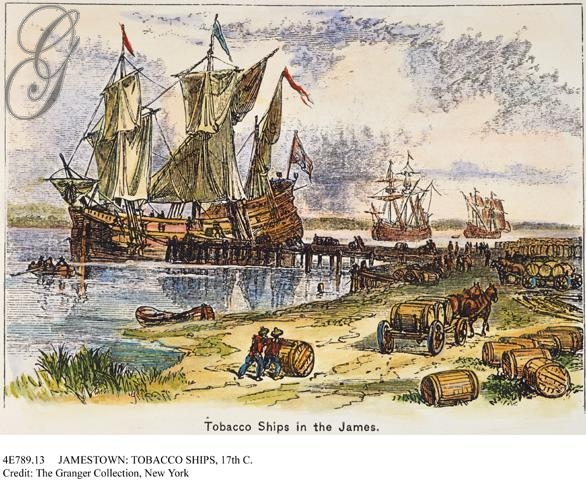 G
Tobacco Ships in the James.
4E789.13 JAMESTOWN: TOBACCO SHIPS, 17th C.
Credit: The Granger Collection, New York